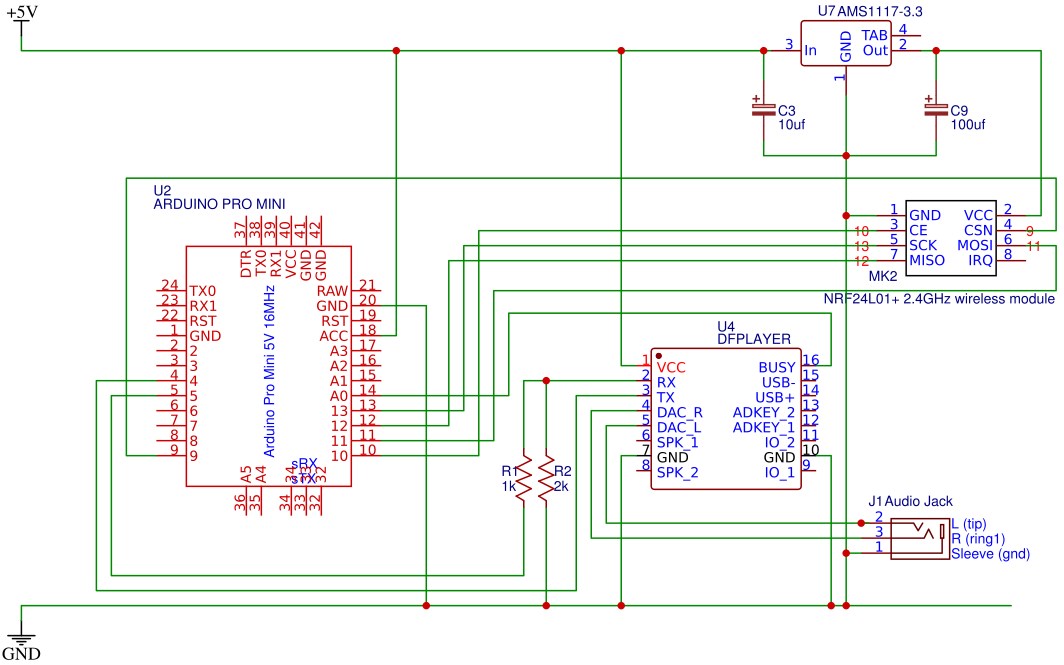 +5V
U7 AMS1117-3.3
3 In
GND
1
TAB 4
Out 2
+
C3
10uf
+
C9
100uf
U2
ARDUINO PRO MINI
37 38 39 40 41 42
DTR TX0 RX1 VCC GND GND
24 TX0
23 RX1
22 RST
1 GND
2 2
3 3
4 4
5 5
6 6
7 7
8 8
9 9
Arduino Pro Mini 5V 16MHz
RAW 21
GND 20
RST 19
ACC 18
A3 17
A2 16
A1 15
A0 14
13 13
12 12
11 11
10 10
sRX
sTX
A5 A4 34 32
36 35 34 33 32
1 GND VCC 2
10 3 CE CSN 4 9
13 5 SCK MOSI 6 11
12 7 MISO IRQ 8
MK2
NRF24L01+ 2.4GHz wireless module
U4
DFPLAYER
1 VCC BUSY 16
2 RX USB- 15
3 TX USB+ 14
4 DAC_R ADKEY_2 13
5 DAC_L ADKEY_1 12
6 SPK_1 IO_2 11
7 GND GND 10
8 SPK_2 IO_1 9
R1
1k
R2
2k
J1 Audio Jack
2 L (tip)
3 R (ring1)
1 Sleeve (gnd)
GND